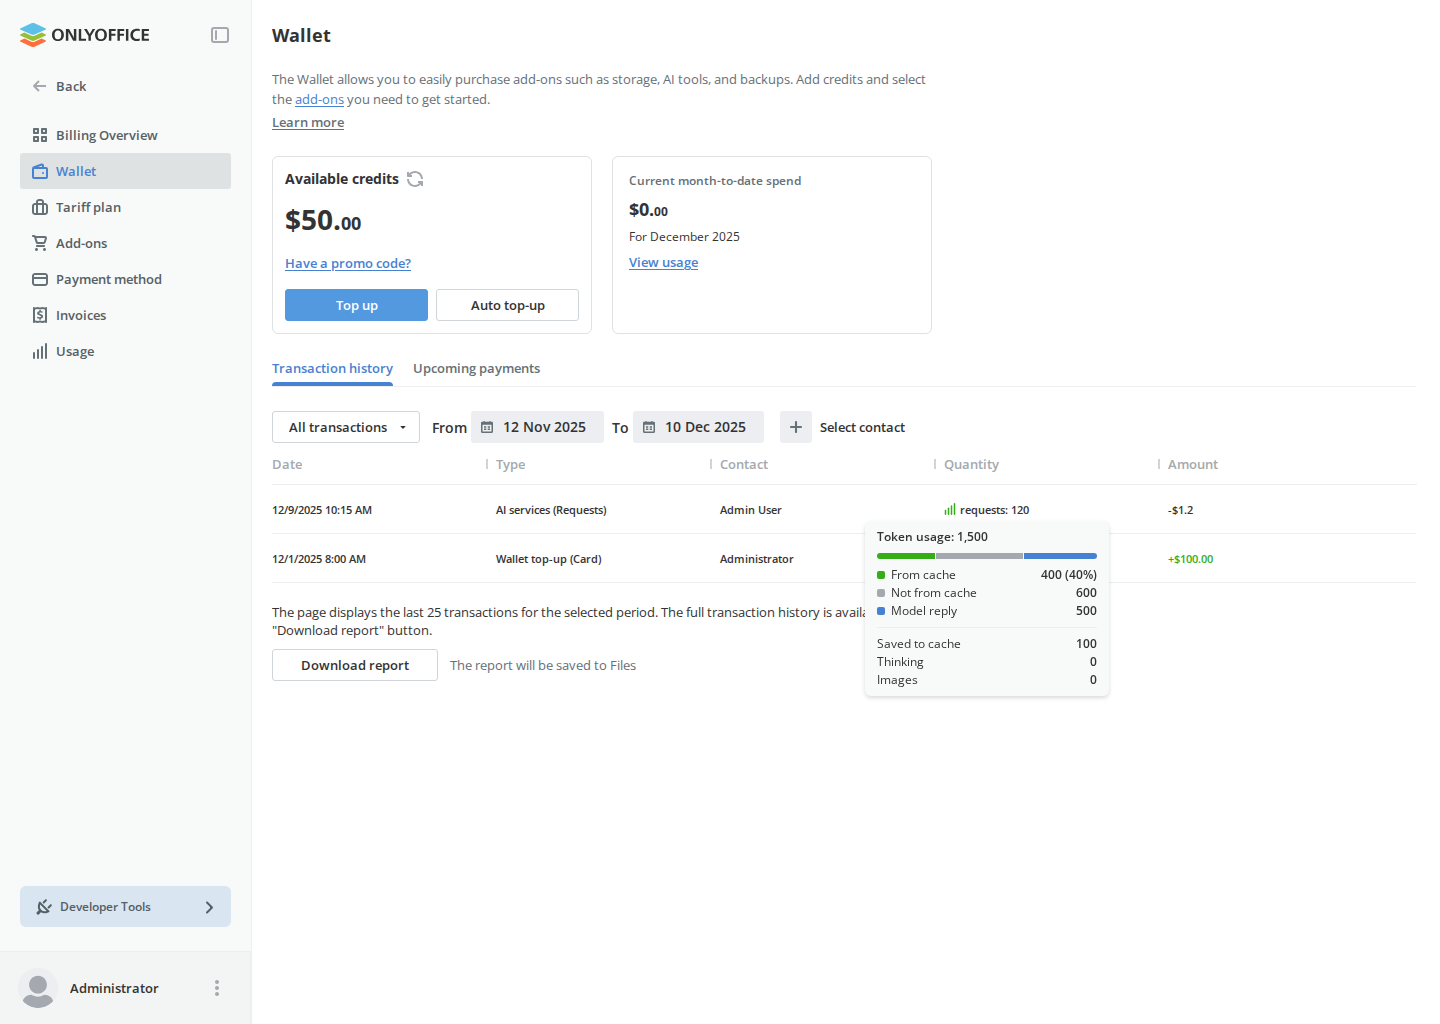 ONLYOFFICE
Back
Billing Overview
Wallet
Tariff plan
Add-ons
Payment method
Invoices
Usage
Developer Tools
Administrator
Wallet
The Wallet allows you to easily purchase add-ons such as storage, AI tools, and backups. Add credits and select
the add-ons you need to get started.
Learn more
Available credits
$50.00
Have a promo code?
Top up
Auto top-up
Current month-to-date spend
$0.00
For December 2025
View usage
Transaction history
Upcoming payments
All transactions From 12 Nov 2025 To 10 Dec 2025 Select contact
Date Type Contact Quantity Amount
12/9/2025 10:15 AM AI services (Requests) Admin User requests: 120 -$1.2
12/1/2025 8:00 AM Wallet top-up (Card) Administrator +$100.00
Token usage: 1,500
From cache 400 (40%)
Not from cache 600
Model reply 500
Saved to cache 100
Thinking 0
Images 0
The page displays the last 25 transactions for the selected period. The full transaction history is
"Download report" button.
Download report
The report will be saved to Files